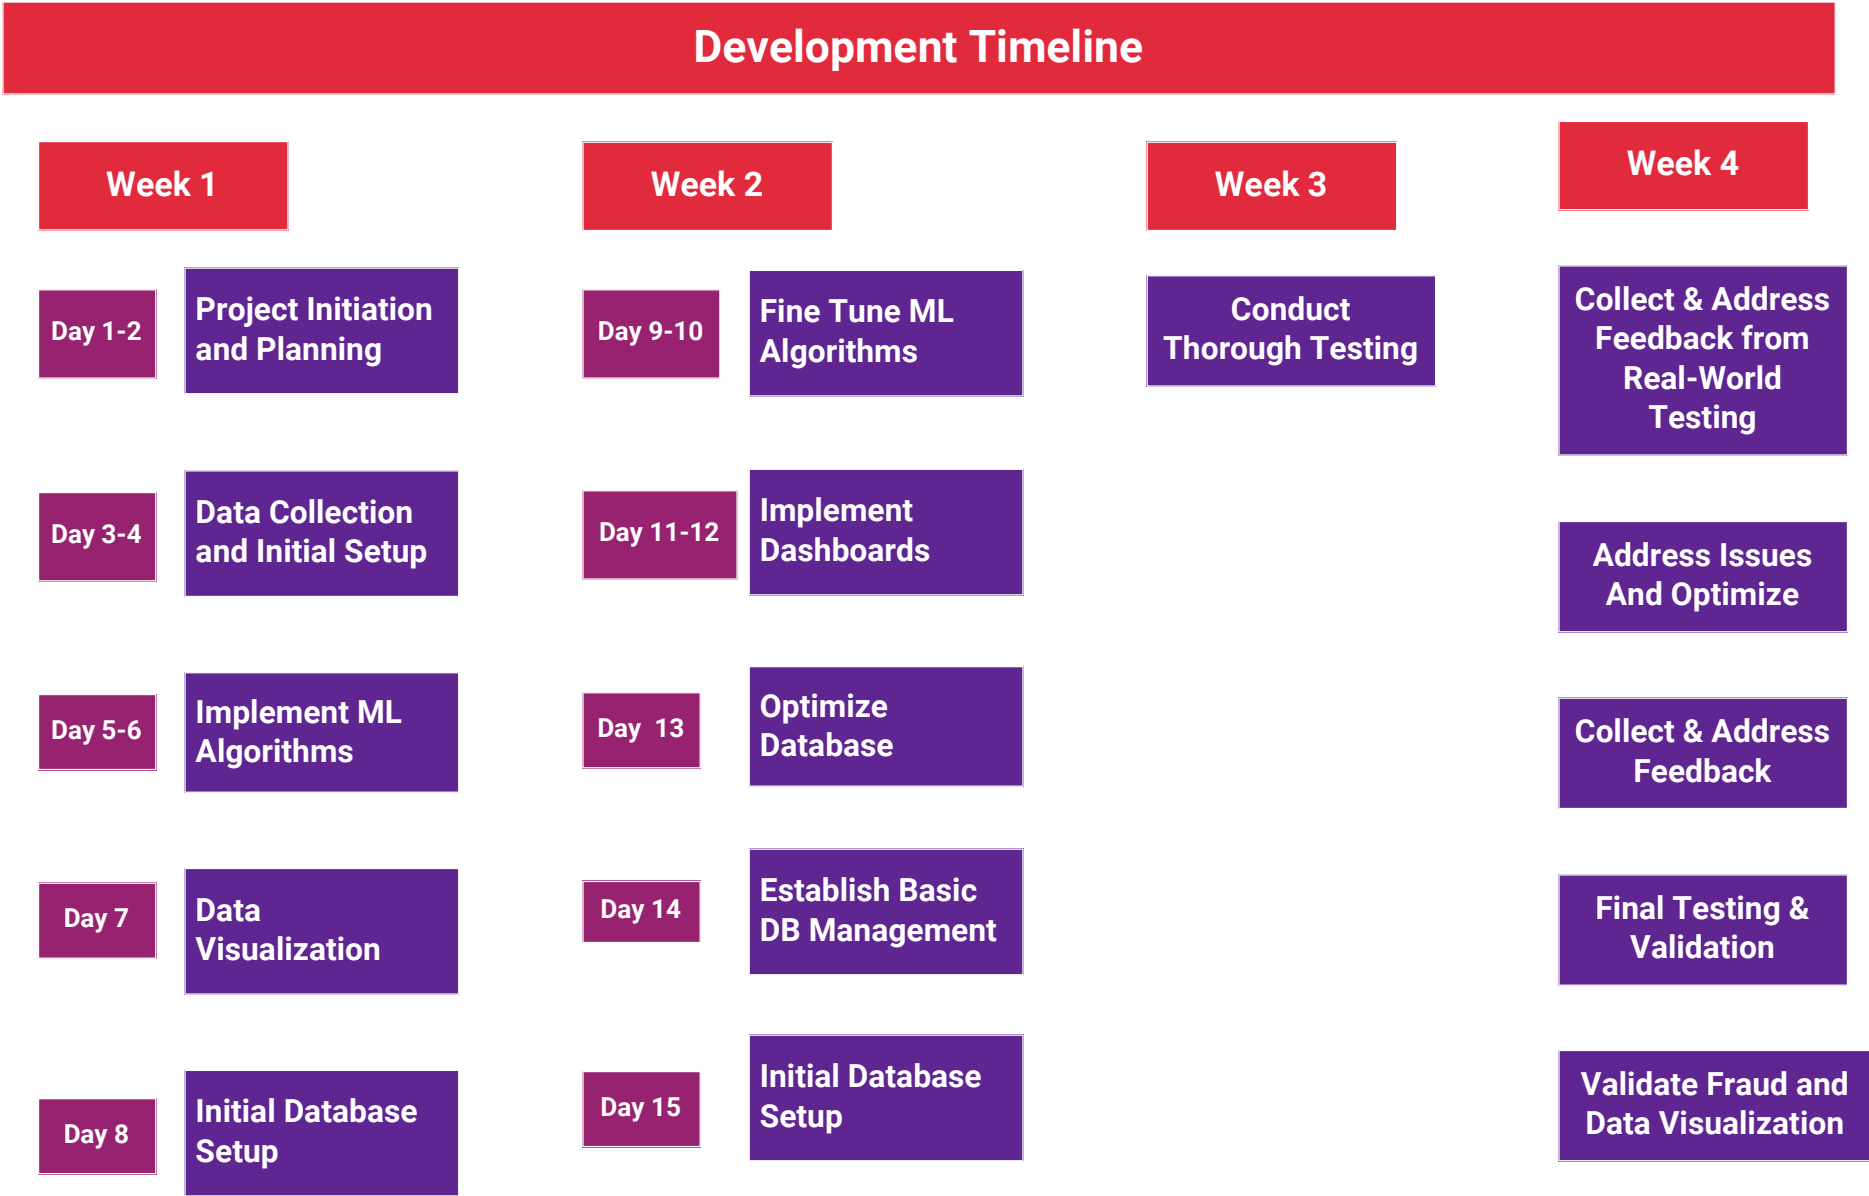 Development Timeline
Week 1
Day 1-2
Project Initiation
and Planning
Day 3-4
Data Collection
and Initial Setup
Day 5-6
Implement ML
Algorithms
Day 7
Data
Visualization
Day 8
Initial Database
Setup
Week 2
Day 9-10
Fine Tune ML
Algorithms
Day 11-12
Implement
Dashboards
Day 13
Optimize
Database
Day 14
Establish Basic
DB Management
Day 15
Initial Database
Setup
Week 3
Conduct
Thorough Testing
Week 4
Collect & Address
Feedback from
Real-World
Testing
Address Issues
And Optimize
Collect & Address
Feedback
Final Testing &
Validation
Validate Fraud and
Data Visualization